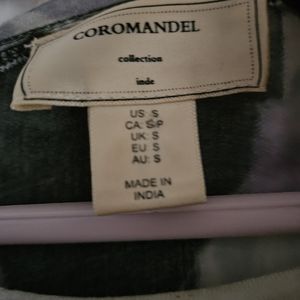 COROMANDEL
collection
inde
US: S
CA: S/P
UK: S
EU: S
AU: S
MADE IN
INDIA